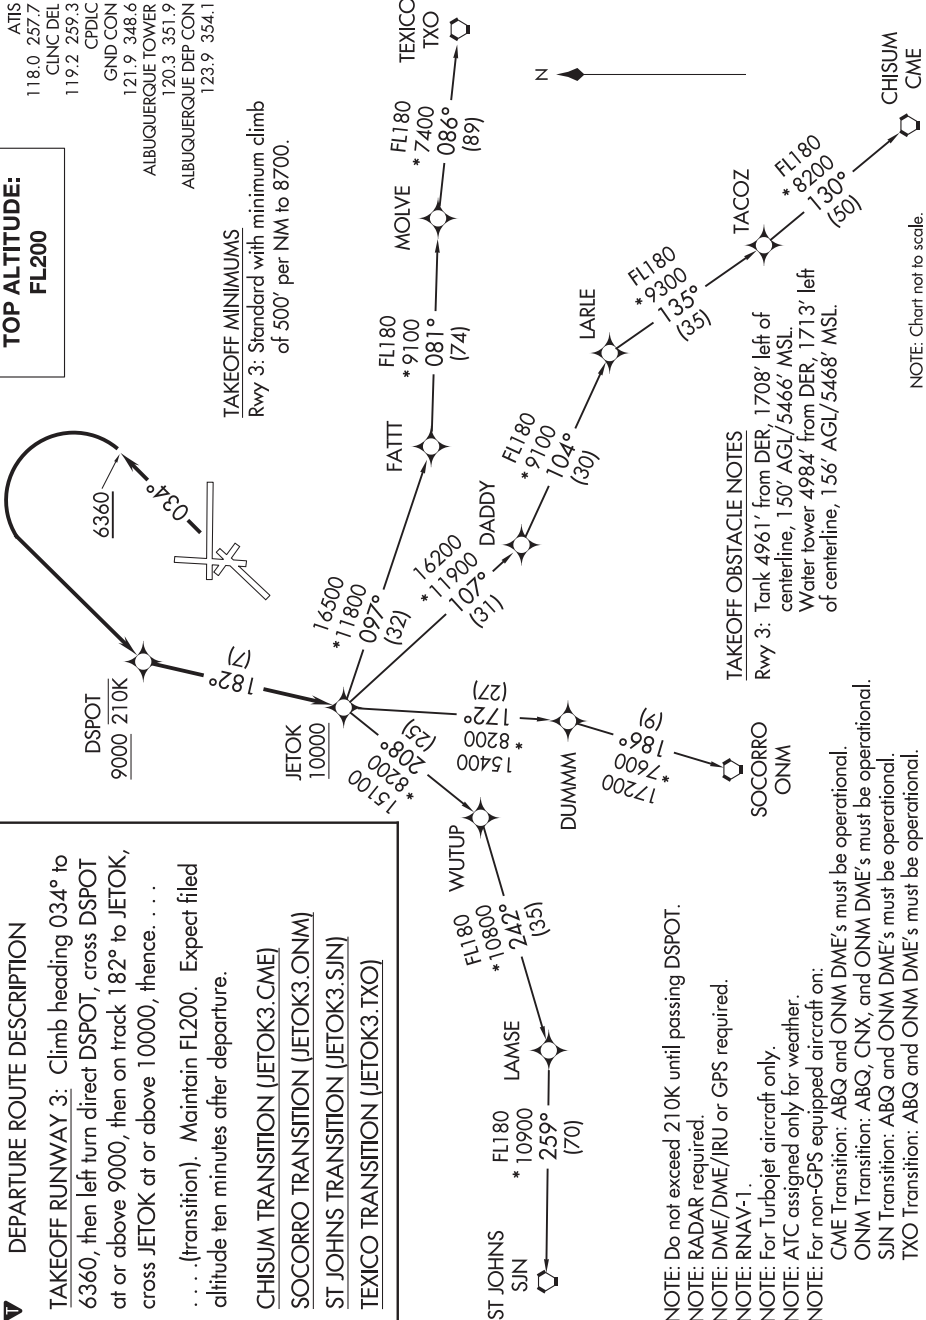 DEPARTURE ROUTE DESCRIPTION
TAKEOFF RUNWAY 3: Climb heading 034° to
6360, then left turn direct DSPOT, cross DSPOT
at or above 9000, then on track 182° to JETOK,
cross JETOK at or above 10000, thence. . . .
. . . .(transition). Maintain FL200. Expect filed
altitude ten minutes after departure.
CHISUM TRANSITION (JETOK3.CME)
SOCORRO TRANSITION (JETOK3.ONM)
ST JOHNS TRANSITION (JETOK3.SJN)
TEXICO TRANSITION (JETOK3.TXO)
TOP ALTITUDE:
FL200
ATIS
118.0 257.7
CLNC DEL
119.2 259.3
CPDLC
GND CON
121.9 348.6
ALBUQUERQUE TOWER
120.3 351.9
ALBUQUERQUE DEP CON
123.9 354.1
TAKEOFF MINIMUMS
Rwy 3: Standard with minimum climb
of 500' per NM to 8700.
6360
034°
DSPOT
9000 210K
182°
(7)
JETOK
10000
16500
*11800
097°
(32)
FATTT
FL180
*9100
081°
(74)
MOLVE
FL180
*7400
086°
(89)
TEXICO
TXO
N
16200
*11900
107°
(31)
DADDY
FL180
*9100
104°
(30)
LARLE
FL180
*9300
135°
(35)
TACOZ
FL180
*8200
130°
(50)
CHISUM
CME
15400
*8200
172°
(27)
DUMMM
17200
*7600
186°
(9)
SOCORRO
ONM
15100
*8200
208°
(25)
WUTUP
FL180
*10800
242°
(35)
LAMSE
FL180
*10900
259°
(70)
ST JOHNS
SJN
TAKEOFF OBSTACLE NOTES
Rwy 3: Tank 4961' from DER, 1708' left of
centerline, 150' AGL/5466' MSL.
Water tower 4984' from DER, 1713' left
of centerline, 156' AGL/5468' MSL.
NOTE: Chart not to scale.
NOTE: Do not exceed 210K until passing DSPOT.
NOTE: RADAR required.
NOTE: DME/DME/IRU or GPS required.
NOTE: RNAV-1.
NOTE: For Turbojet aircraft only.
NOTE: ATC assigned only for weather.
NOTE: For non-GPS equipped aircraft on:
CME Transition: ABQ and ONM DME's must be operational.
ONM Transition: ABQ, CNX, and ONM DME's must be operational.
SJN Transition: ABQ and ONM DME's must be operational.
TXO Transition: ABQ and ONM DME's must be operational.
T